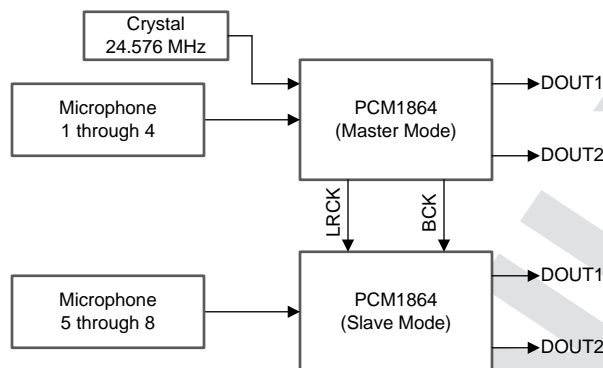 Crystal
24.576 MHz
Microphone
1 through 4
PCM1864
(Master Mode)
DOUT1
DOUT2
LRCK
BCK
Microphone
5 through 8
PCM1864
(Slave Mode)
DOUT1
DOUT2